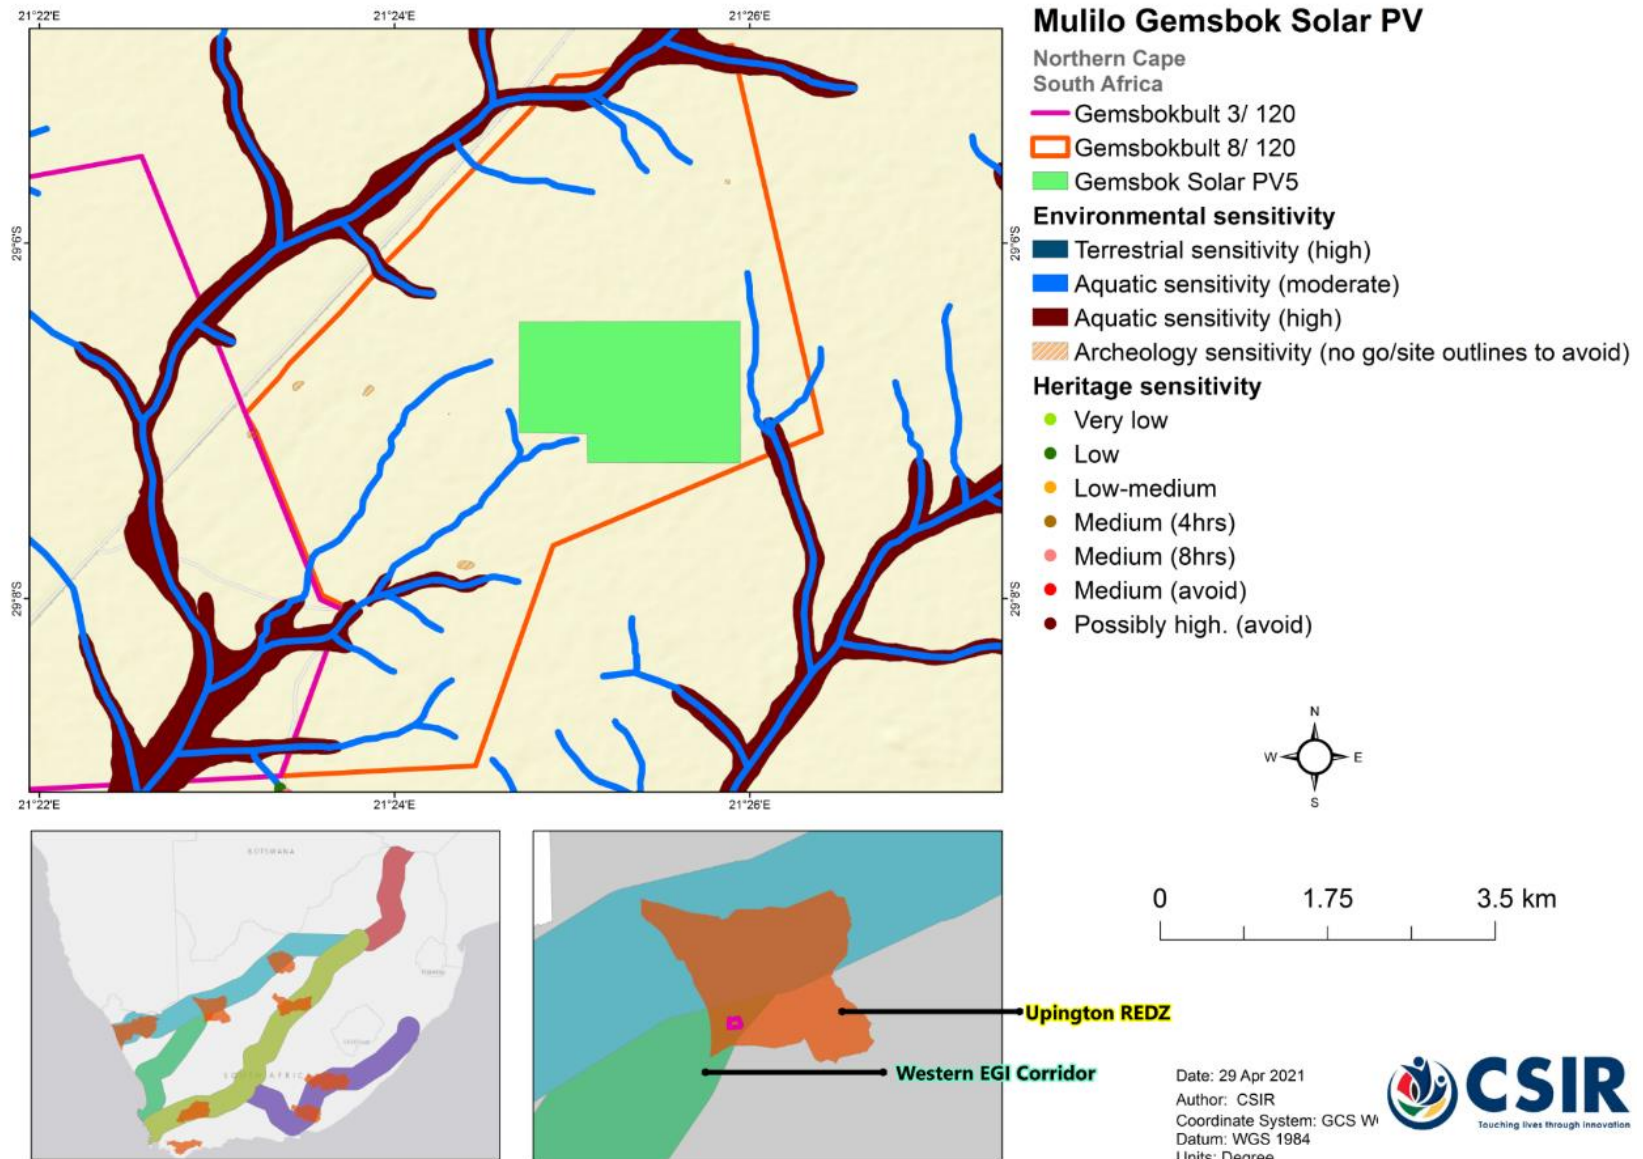 21°22'E 21°24'E 21°26'E
29°6'S 29°6'S
29°8'S 29°8'S
21°22'E 21°24'E 21°26'E
Mulilo Gemsbok Solar PV
Northern Cape
South Africa
Gemsbokbult 3/ 120
Gemsbokbult 8/ 120
Gemsbok Solar PV5
Environmental sensitivity
Terrestrial sensitivity (high)
Aquatic sensitivity (moderate)
Aquatic sensitivity (high)
Archeology sensitivity (no go/site outlines to avoid)
Heritage sensitivity
Very low
Low
Low-medium
Medium (4hrs)
Medium (8hrs)
Medium (avoid)
Possibly high. (avoid)
N
W E
S
0 1.75 3.5 km
BOTSWANA
SOUTH AFRICA
Upington REDZ
Western EGI Corridor
Date: 29 Apr 2021
Author: CSIR
Coordinate System: GCS W
Datum: WGS 1984
Units: Degree
CSIR
Touching lives through innovation